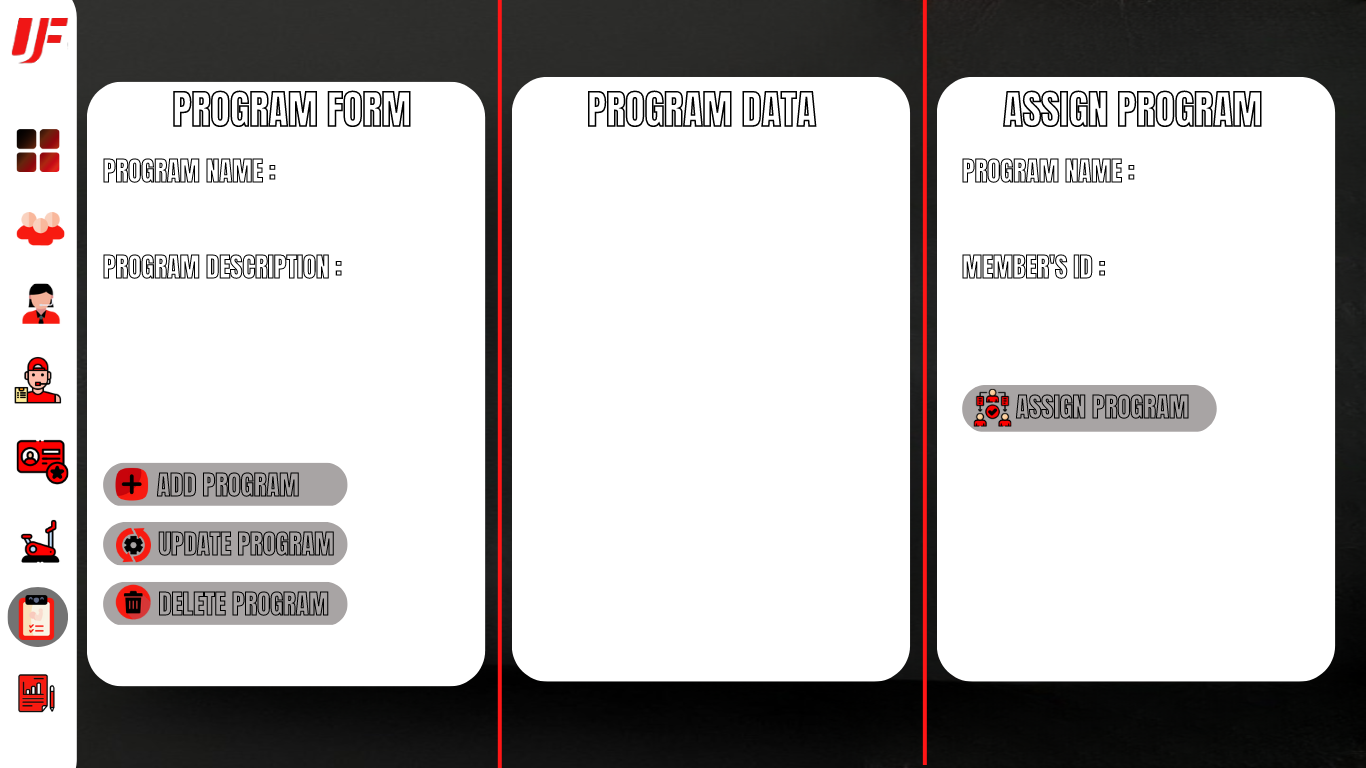 IJF
PROGRAM FORM
PROGRAM NAME :
PROGRAM DESCRIPTION :
ADD PROGRAM
UPDATE PROGRAM
DELETE PROGRAM
PROGRAM DATA
ASSIGN PROGRAM
PROGRAM NAME :
MEMBER'S ID :
ASSIGN PROGRAM